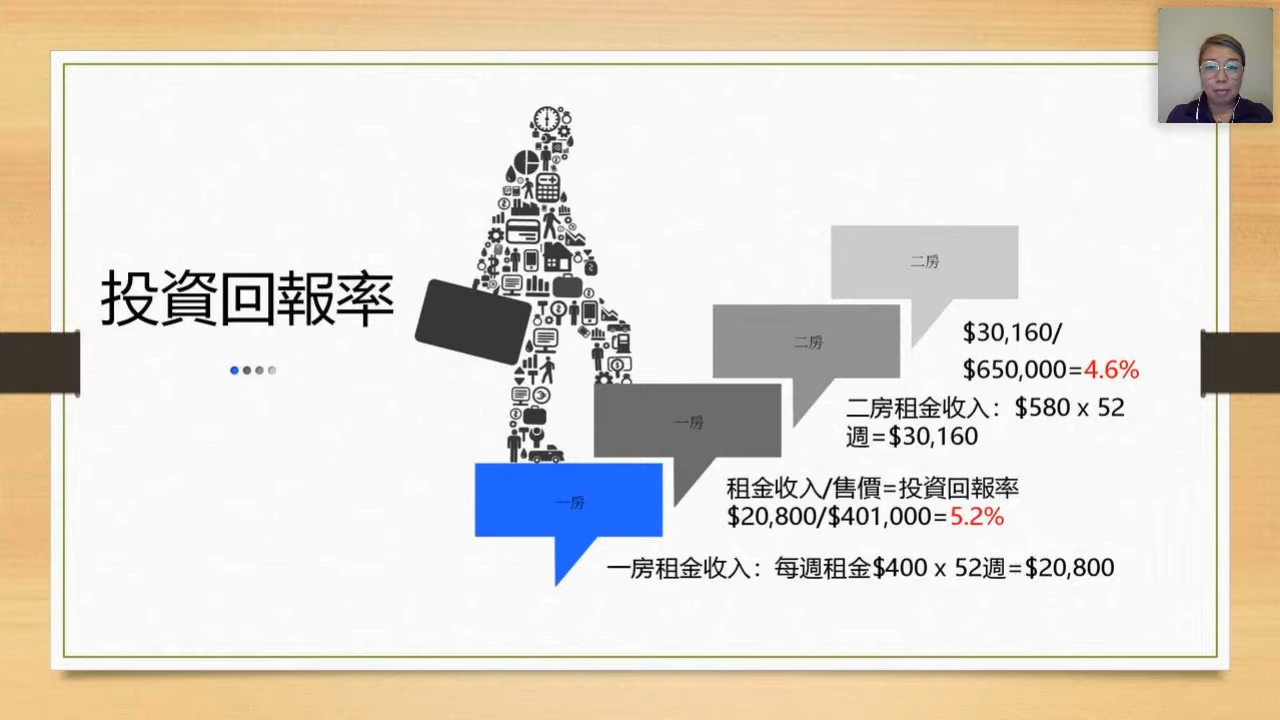 投資回報率
二房
二房
$30,160/
$650,000=4.6%
二房租金收入：$580 x 52
週=$30,160
一房
租金收入/售價=投資回報率
$20,800/$401,000=5.2%
一房
一房租金收入：每週租金$400 x 52週=$20,800